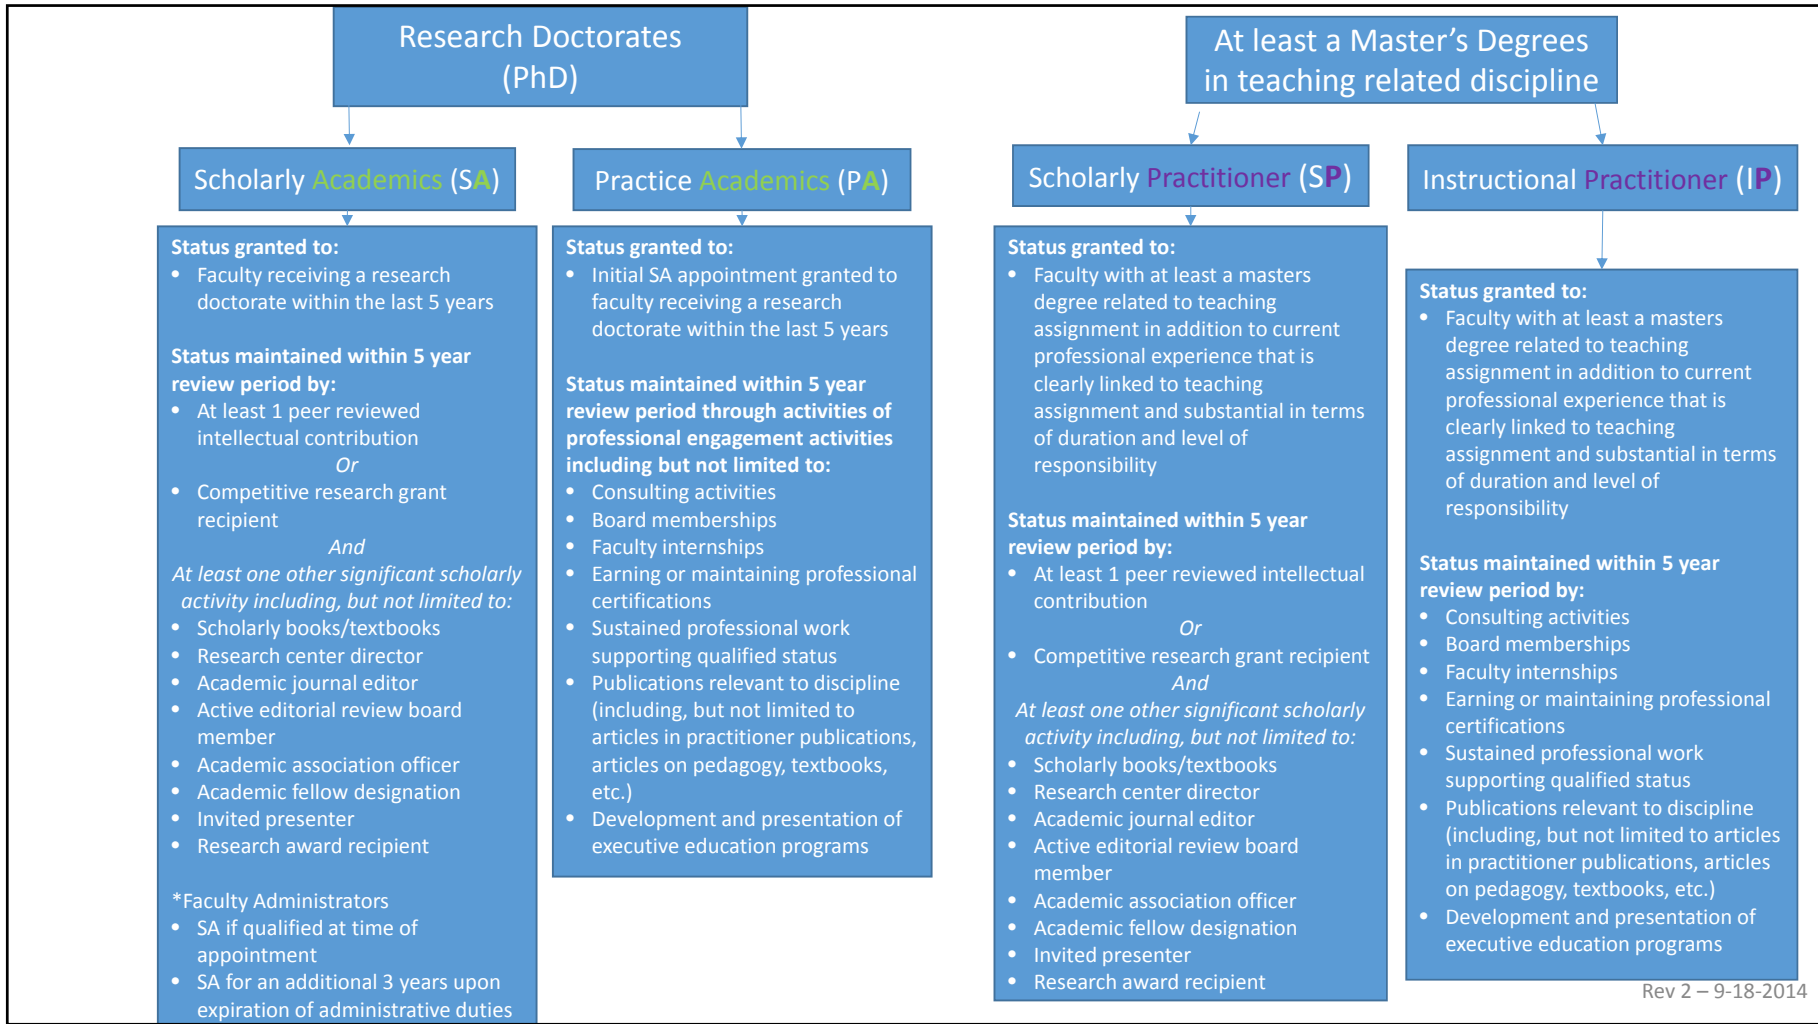 Research Doctorates
(PhD)
Scholarly Academics (SA)
Status granted to:
• Faculty receiving a research
doctorate within the last 5 years
Status maintained within 5 year
review period by:
• At least 1 peer reviewed
intellectual contribution
Or
• Competitive research grant
recipient
And
At least one other significant scholarly
activity including, but not limited to:
• Scholarly books/textbooks
• Research center director
• Academic journal editor
• Active editorial review board
member
• Academic association officer
• Academic fellow designation
• Invited presenter
• Research award recipient
*Faculty Administrators
• SA if qualified at time of
appointment
• SA for an additional 3 years upon
expiration of administrative duties
Practice Academics (PA)
Status granted to:
• Initial SA appointment granted to
faculty receiving a research
doctorate within the last 5 years
Status maintained within 5 year
review period through activities of
professional engagement activities
including but not limited to:
• Consulting activities
• Board memberships
• Faculty internships
• Earning or maintaining professional
certifications
• Sustained professional work
supporting qualified status
• Publications relevant to discipline
(including, but not limited to
articles in practitioner publications,
articles on pedagogy, textbooks,
etc.)
• Development and presentation of
executive education programs
At least a Master's Degrees
in teaching related discipline
Scholarly Practitioner (SP)
Status granted to:
• Faculty with at least a masters
degree related to teaching
assignment in addition to current
professional experience that is
clearly linked to teaching
assignment and substantial in terms
of duration and level of
responsibility
Status maintained within 5 year
review period by:
• At least 1 peer reviewed intellectual
contribution
Or
• Competitive research grant recipient
And
At least one other significant scholarly
activity including, but not limited to:
• Scholarly books/textbooks
• Research center director
• Academic journal editor
• Active editorial review board
member
• Academic association officer
• Academic fellow designation
• Invited presenter
• Research award recipient
Instructional Practitioner (IP)
Status granted to:
• Faculty with at least a masters
degree related to teaching
assignment in addition to current
professional experience that is
clearly linked to teaching
assignment and substantial in terms
of duration and level of
responsibility
Status maintained within 5 year
review period by:
• Consulting activities
• Board memberships
• Faculty internships
• Earning or maintaining professional
certifications
• Sustained professional work
supporting qualified status
• Publications relevant to discipline
(including, but not limited to articles
in practitioner publications, articles
on pedagogy, textbooks, etc.)
• Development and presentation of
executive education programs
Rev 2 – 9-18-2014